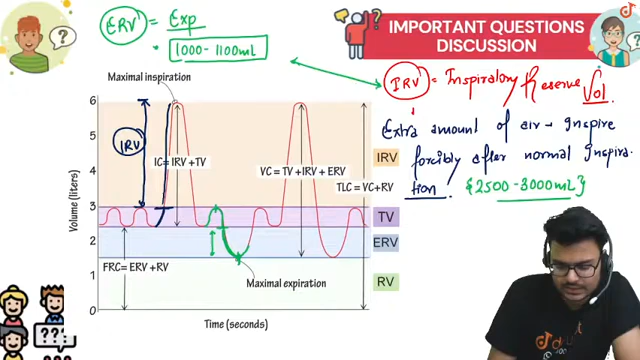 ERV = Exp
1000-1100ml
IMPORTANT QUESTIONS
DISCUSSION
IRV = Inspiratory Reserve Vol
Extra amount of air → Inspire
forcibly after normal Inspira
tion. {2500-3000mL}
Maximal inspiration
Volume (liters)
6
5
4
3
2
1
0
IRV
IC= IRV+TV
VC= TV+IRV+ERV
TLC= VC+RV
FRC= ERV+RV
Maximal expiration
IRV
TV
ERV
RV
Time (seconds)